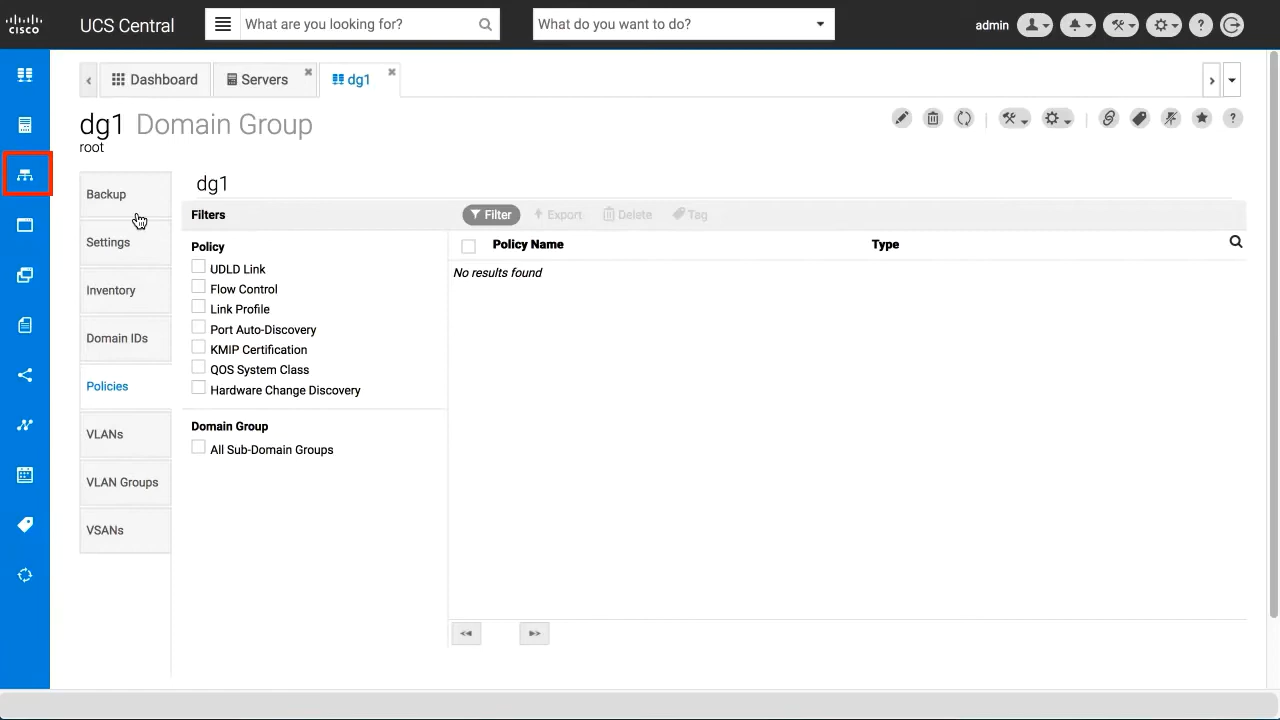 CISCO
UCS Central
What are you looking for?
What do you want to do?
admin
?
Dashboard
Servers
dg1
dg1 Domain Group
root
?
Backup
Settings
Inventory
Domain IDs
Policies
VLANs
VLAN Groups
VSANs
dg1
Filters
Policy
UDLD Link
Flow Control
Link Profile
Port Auto-Discovery
KMIP Certification
QOS System Class
Hardware Change Discovery
Domain Group
All Sub-Domain Groups
Filter
Export
Delete
Tag
Policy Name
Type
No results found